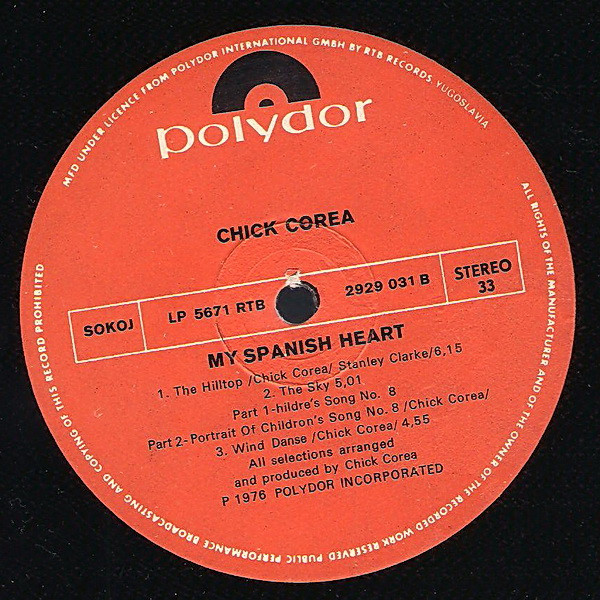 MFD UNDER LICENCE FROM POLYDOR INTERNATIONAL GMBH BY RTB RECORDS, YUGOSLAVIA
polydor
CHICK COREA
SOKOJ
LP 5671 RTB
2929 031 B
STEREO
33
MY SPANISH HEART
1. The Hilltop /Chick Corea/ Stanley Clarke/6,15
2. The Sky 5,01
Part 1-hildre's Song No. 8
Part 2-Portrait Of Childron's Song No. 8 /Chick Corea/
3. Wind Danse /Chick Corea/ 4,55
All selections arranged
and produced by Chick Corea
P 1976 POLYDOR INCORPORATED
ALL RIGHTS OF THE MANUFACTURER AND OF THE OWNER OF THE RECORDED WORK RESERVED PUBLIC PERFORMANCE BROADCASTING AND COPYING OF THIS RECORD PROHIBITED